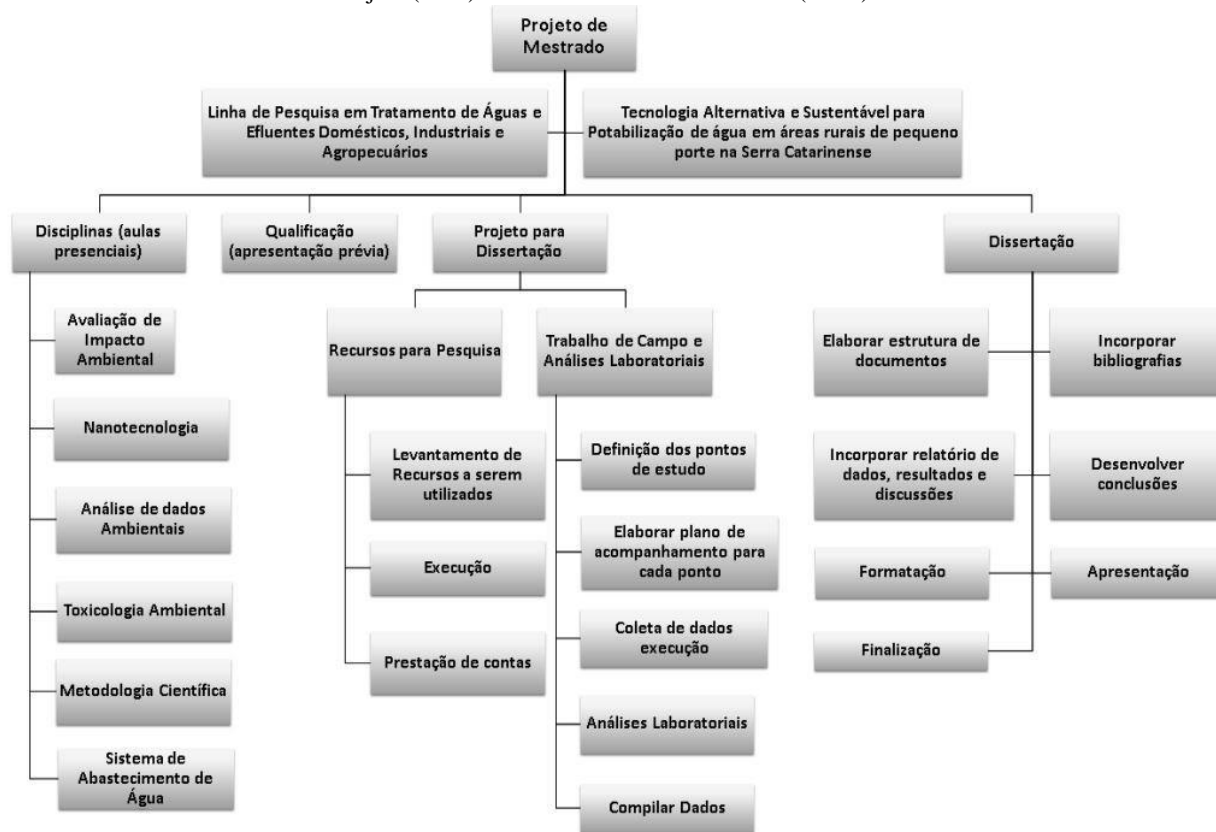 Projeto de
Mestrado
Linha de Pesquisa em Tratamento de Águas e
Efluentes Domésticos, Industriais e
Agropecuários
Tecnologia Alternativa e Sustentável para
Potabilização de água em áreas rurais de pequeno
porte na Serra Catarinense
Disciplinas (aulas
presenciais)
Qualificação
(apresentação prévia)
Projeto para
Dissertação
Dissertação
Avaliação de
Impacto
Ambiental
Nanotecnologia
Análise de dados
Ambientais
Toxicologia Ambiental
Metodologia Científica
Sistema de
Abastecimento de
Água
Recursos para Pesquisa
Levantamento de
Recursos a serem
utilizados
Execução
Prestação de contas
Trabalho de Campo e
Análises Laboratoriais
Definição dos pontos
de estudo
Elaborar plano de
acompanhamento para
cada ponto
Coleta de dados
execução
Análises Laboratoriais
Compilar Dados
Elaborar estrutura de
documentos
Incorporar
bibliografias
Incorporar relatório de
dados, resultados e
discussões
Desenvolver
conclusões
Formatação
Apresentação
Finalização